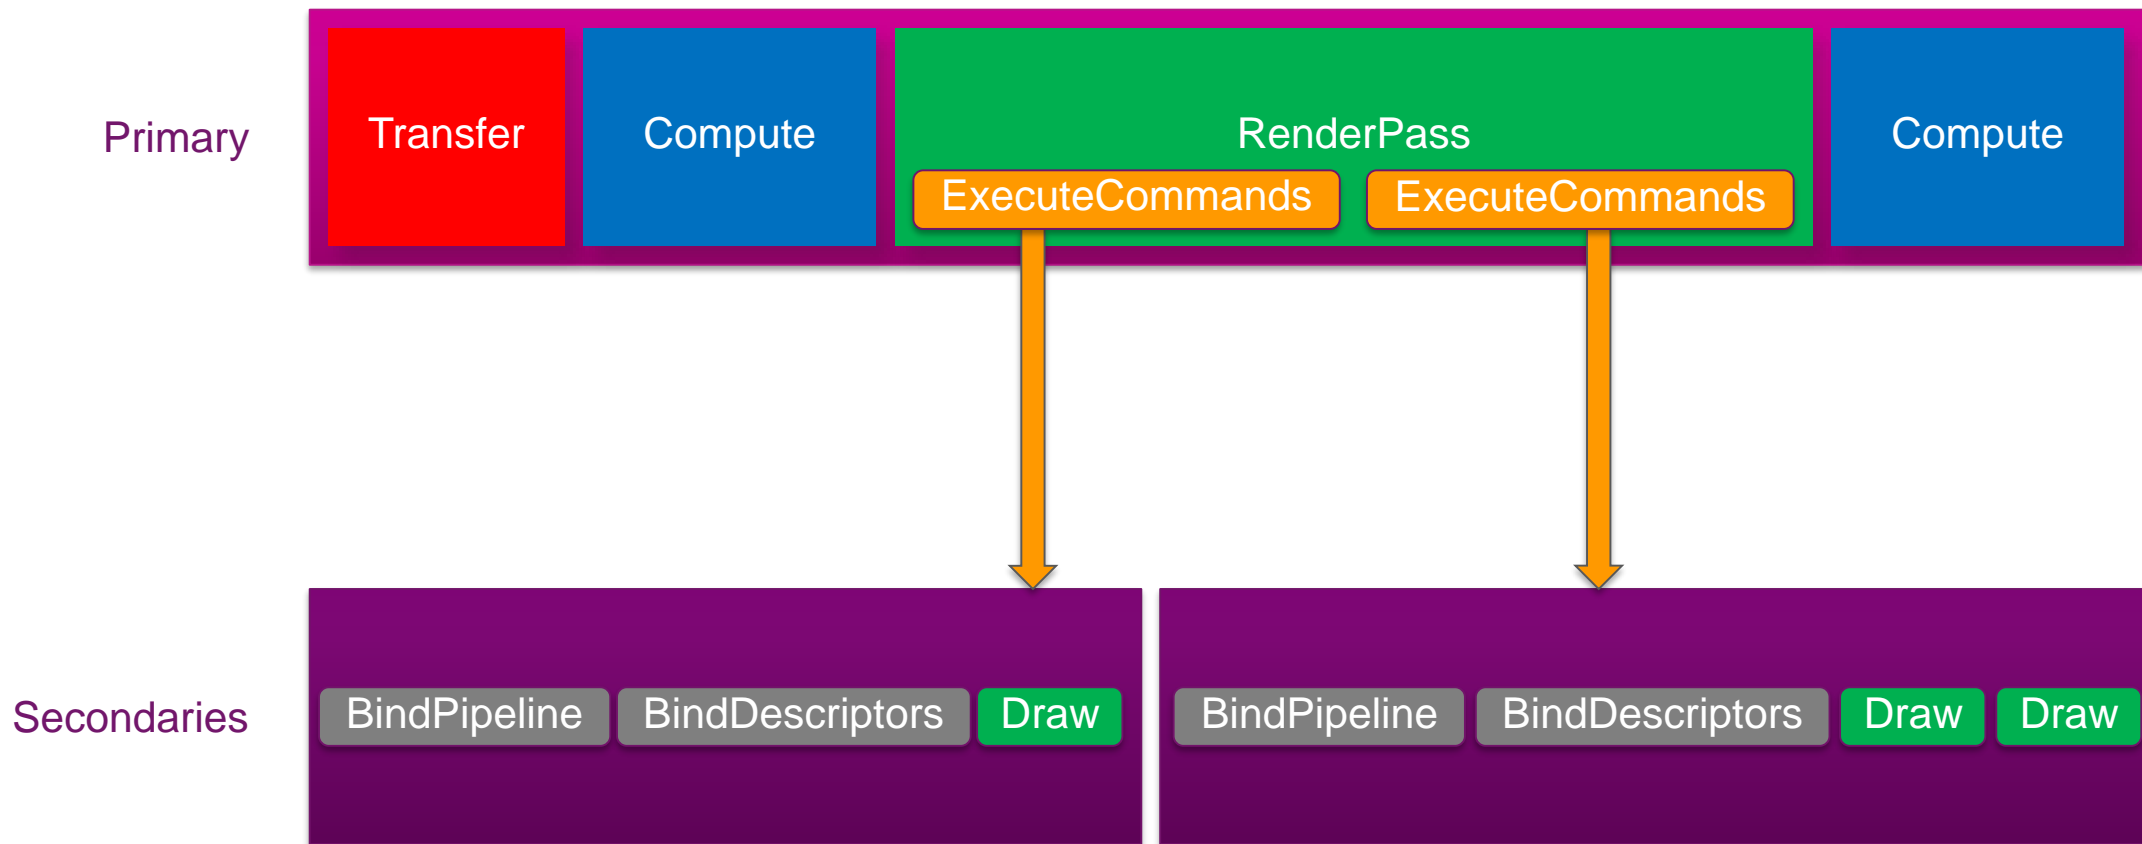 Primary
Transfer
Compute
RenderPass
Compute
ExecuteCommands
ExecuteCommands
Secondaries
BindPipeline
BindDescriptors
Draw
BindPipeline
BindDescriptors
Draw
Draw